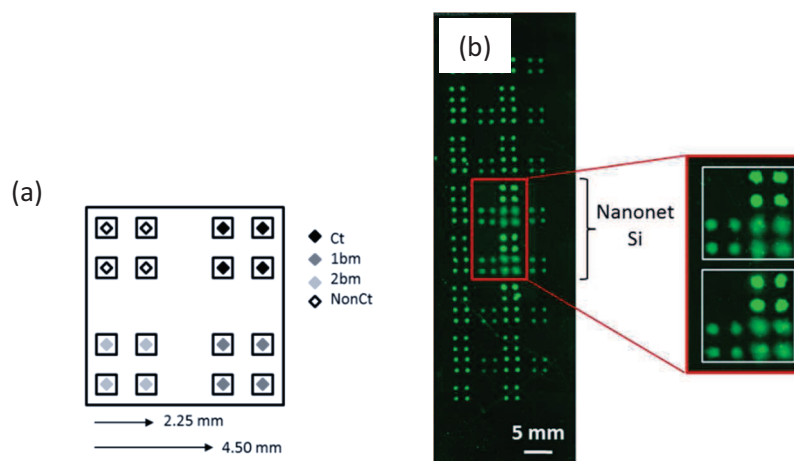 (a)
Ct
1bm
2bm
NonCt
2.25 mm
4.50 mm
(b)
Nanonet
Si
5 mm